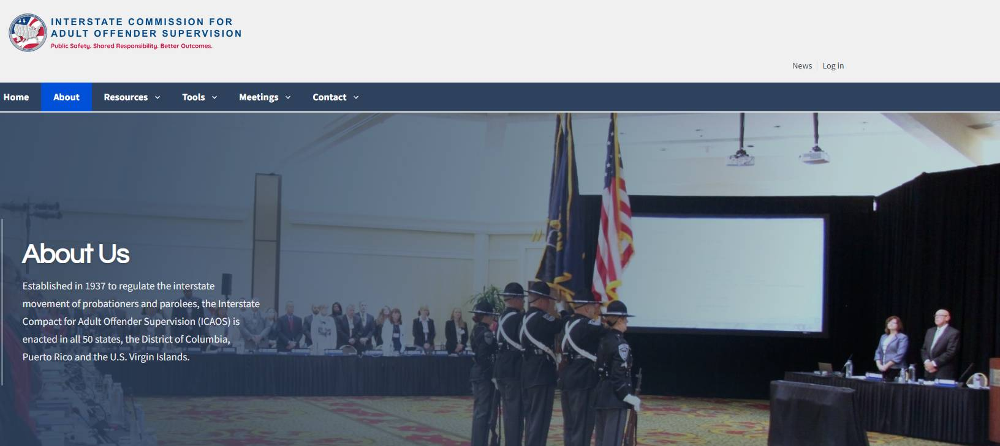 INTERSTATE COMMISSION FOR
ADULT OFFENDER SUPERVISION
Public Safety. Shared Responsibility. Better Outcomes.
News
Log in
Home
About
Resources
Tools
Meetings
Contact
About Us
Established in 1937 to regulate the interstate
movement of probationers and parolees, the Interstate
Compact for Adult Offender Supervision (ICAOS) is
enacted in all 50 states, the District of Columbia,
Puerto Rico and the U.S. Virgin Islands.